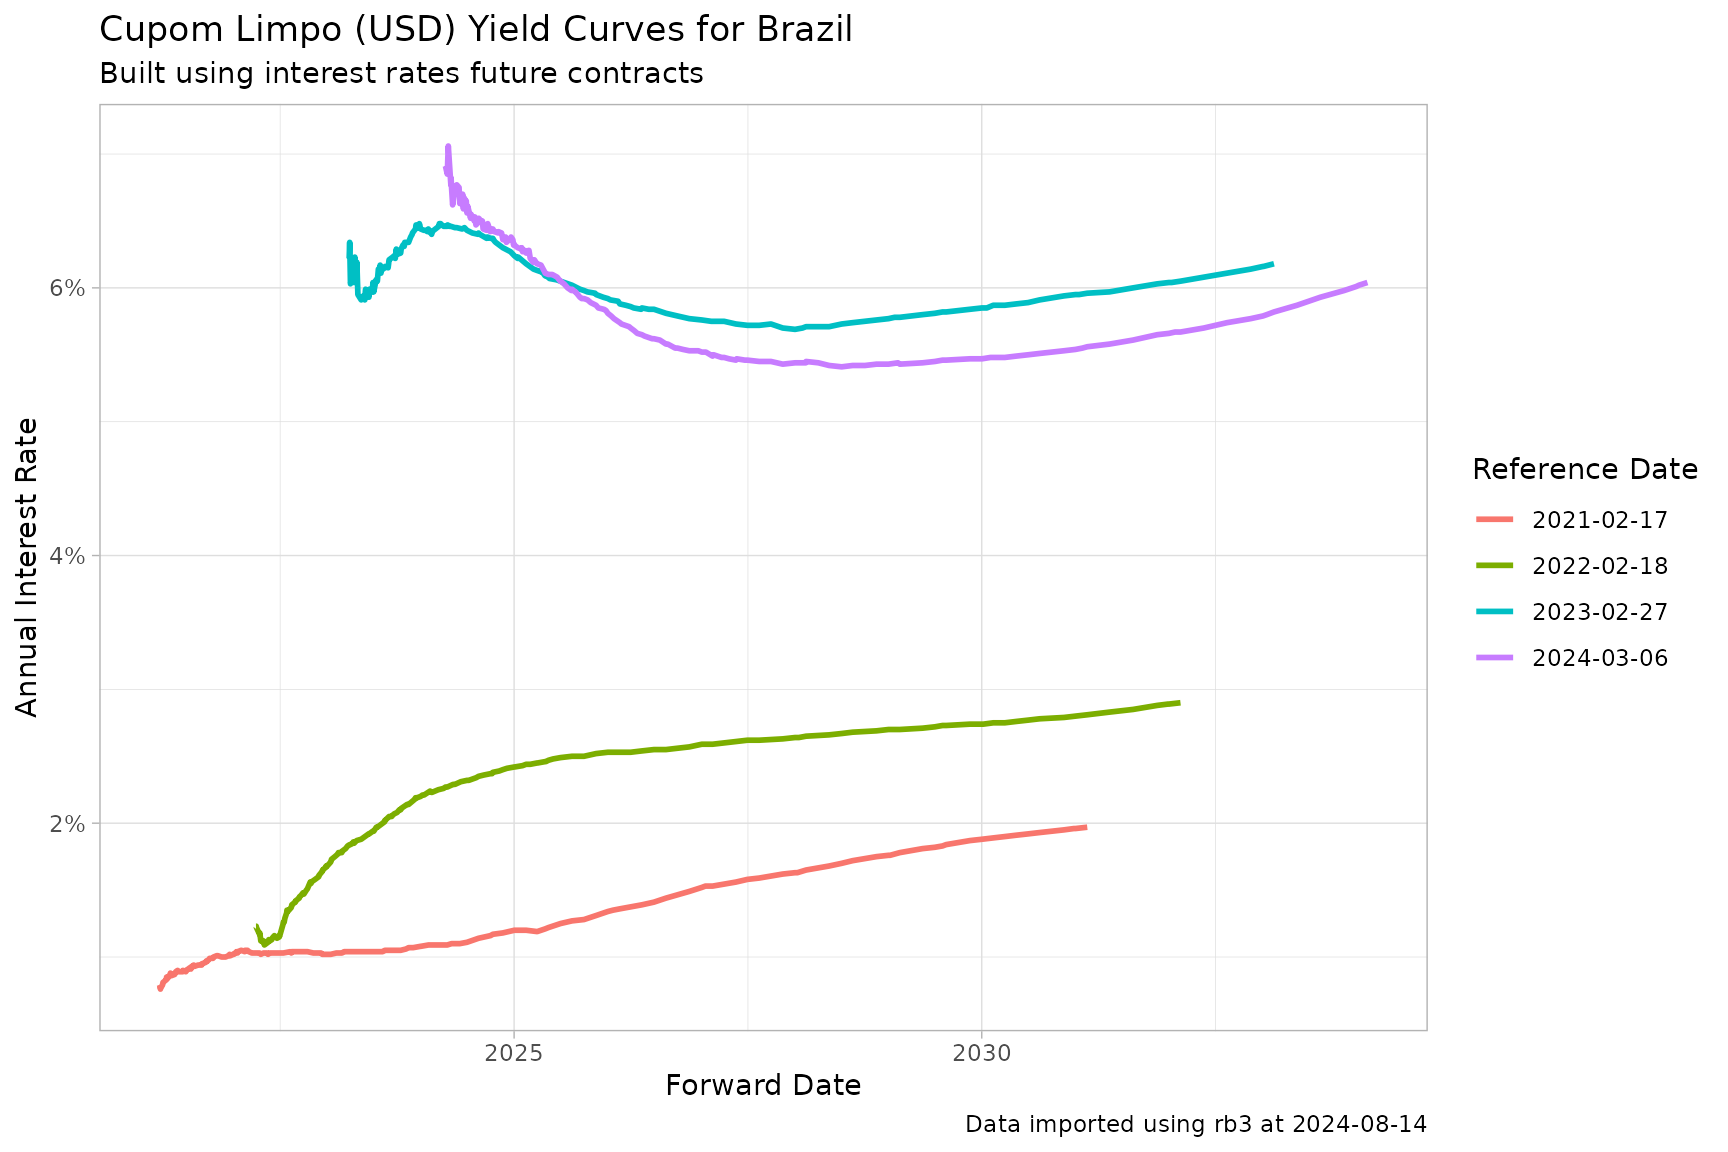 Cupom Limpo (USD) Yield Curves for Brazil
Built using interest rates future contracts
Annual Interest Rate
6%
4%
2%
2025
2030
Forward Date
Reference Date
2021-02-17
2022-02-18
2023-02-27
2024-03-06
Data imported using rb3 at 2024-08-14